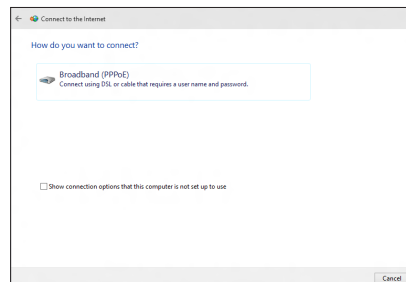 Connect to the Internet
How do you want to connect?
Broadband (PPPoE)
Connect using DSL or cable that requires a user name and password.
Show connection options that this computer is not set up to use
Cancel